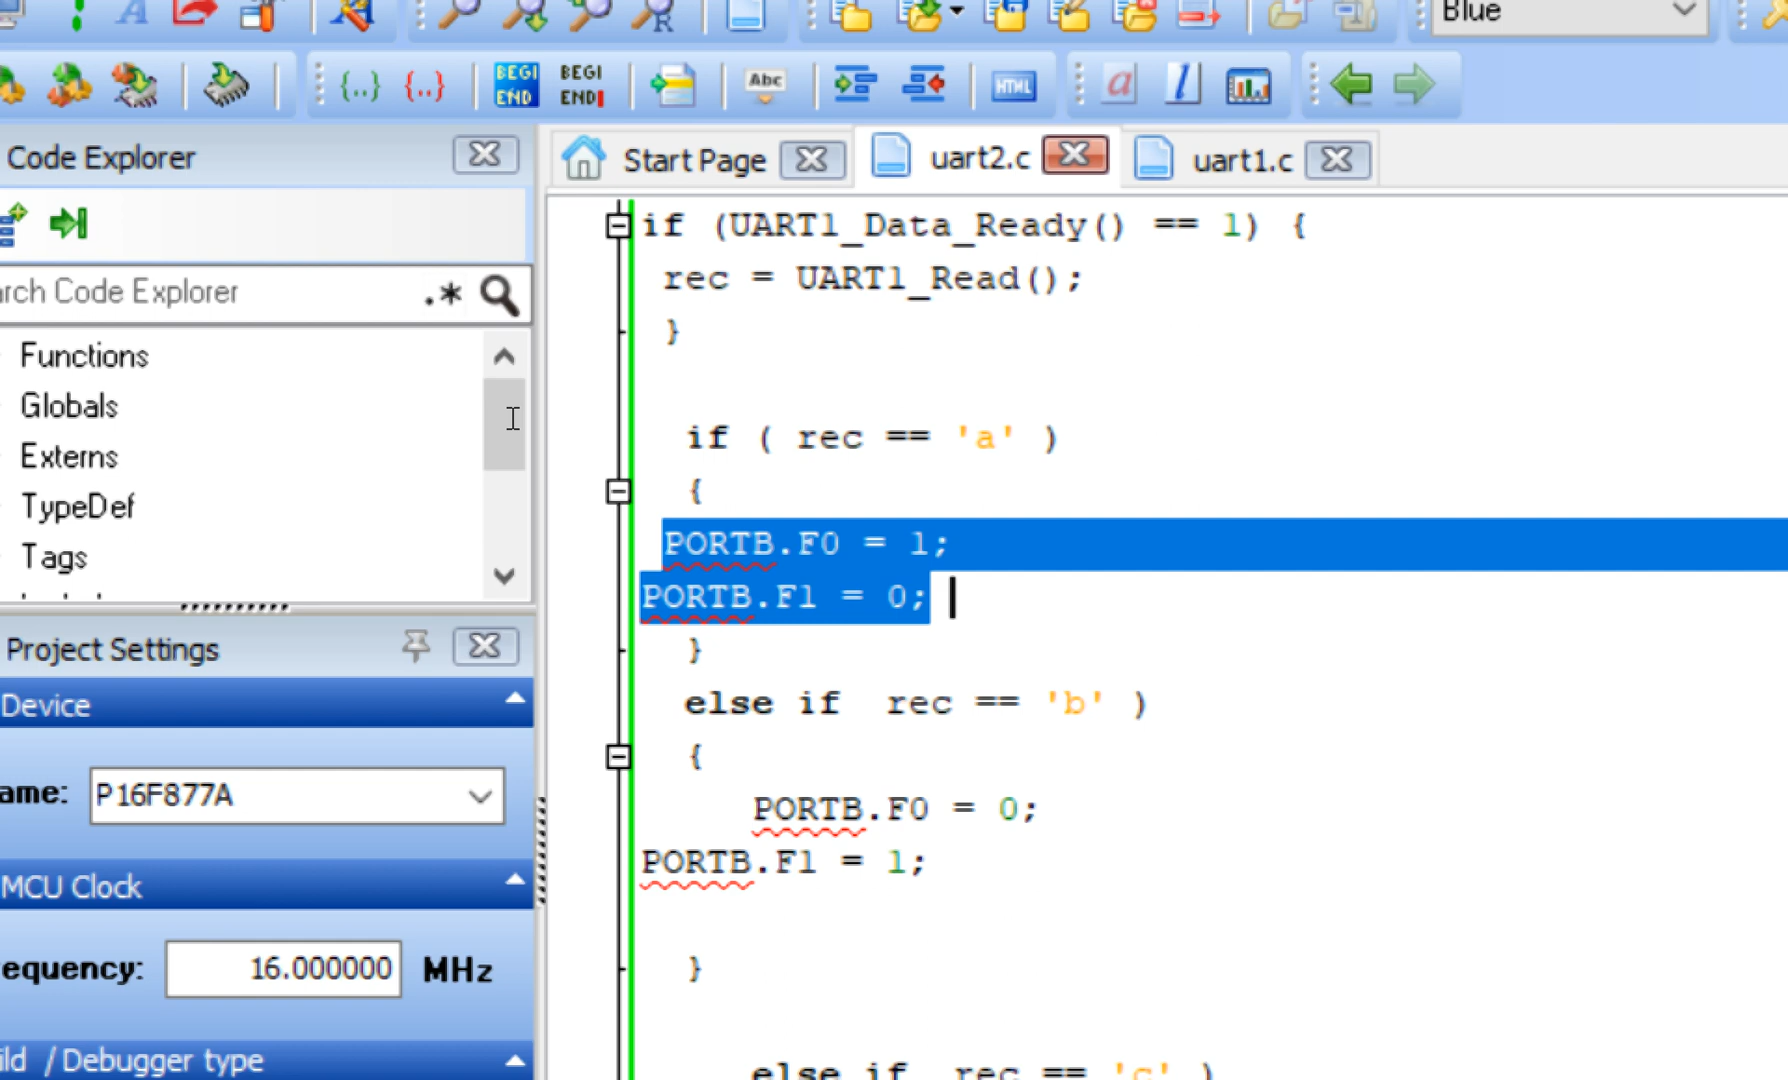 Blue
{..} {..} BEGI END BEGI END Abc HTML a l
Code Explorer
Start Page
uart2.c
uart1.c
rch Code Explorer .*
Functions
Globals
Externs
TypeDef
Tags
Project Settings
Device
ame: P16F877A
MCU Clock
equency: 16.000000 MHz
ild / Debugger type
if (UART1_Data_Ready() == 1) {
rec = UART1_Read();
}
if ( rec == 'a' )
{
PORTB.F0 = 1;
PORTB.F1 = 0;
}
else if rec == 'b' )
{
PORTB.F0 = 0;
PORTB.F1 = 1;
}
else if rec == 'c' )